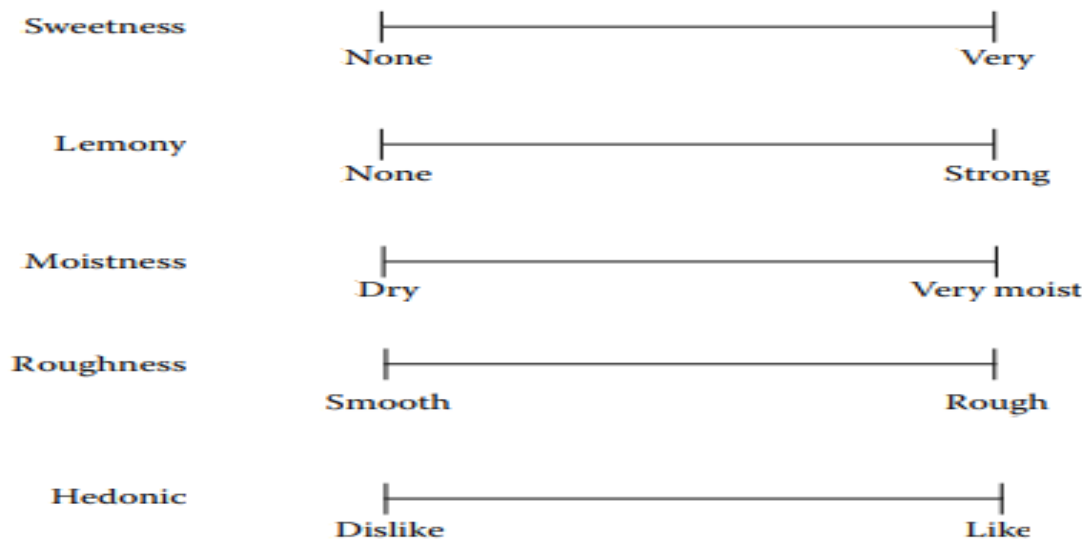 Sweetness
None Very
Lemony
None Strong
Moistness
Dry Very moist
Roughness
Smooth Rough
Hedonic
Dislike Like